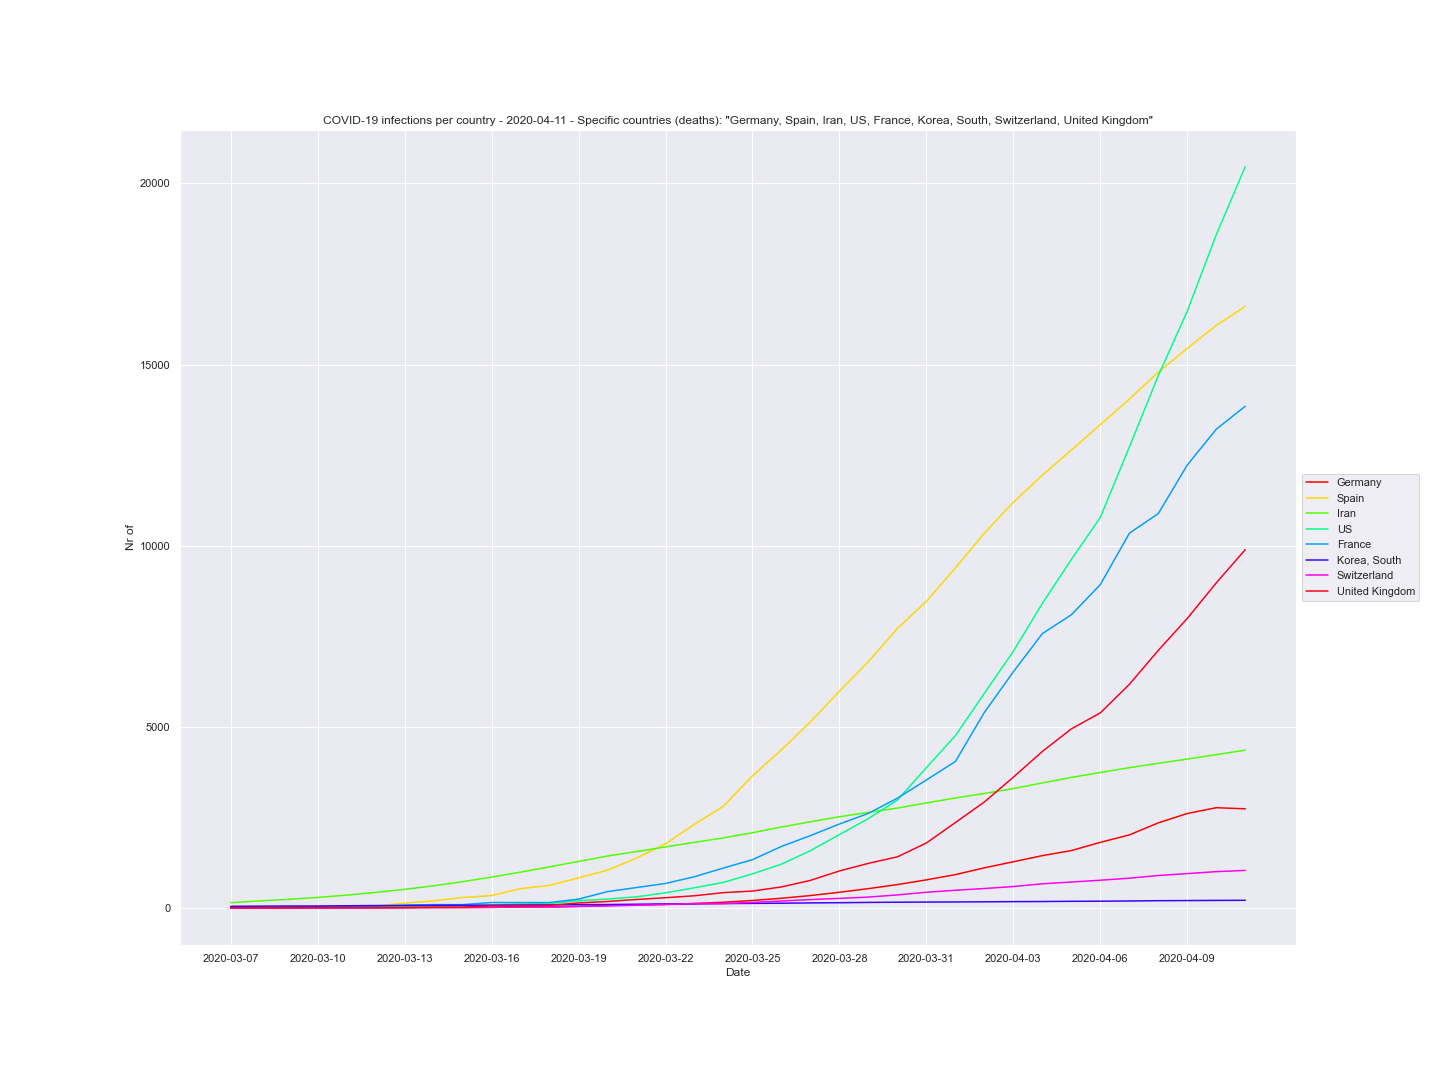 COVID-19 infections per country - 2020-04-11 - Specific countries (deaths): "Germany, Spain, Iran, US, France, Korea, South, Switzerland, United Kingdom"
20000
15000
10000
5000
0
Nr of
2020-03-07 2020-03-10 2020-03-13 2020-03-16 2020-03-19 2020-03-22 2020-03-25 2020-03-28 2020-03-31 2020-04-03 2020-04-06 2020-04-09
Date
Germany
Spain
Iran
US
France
Korea, South
Switzerland
United Kingdom